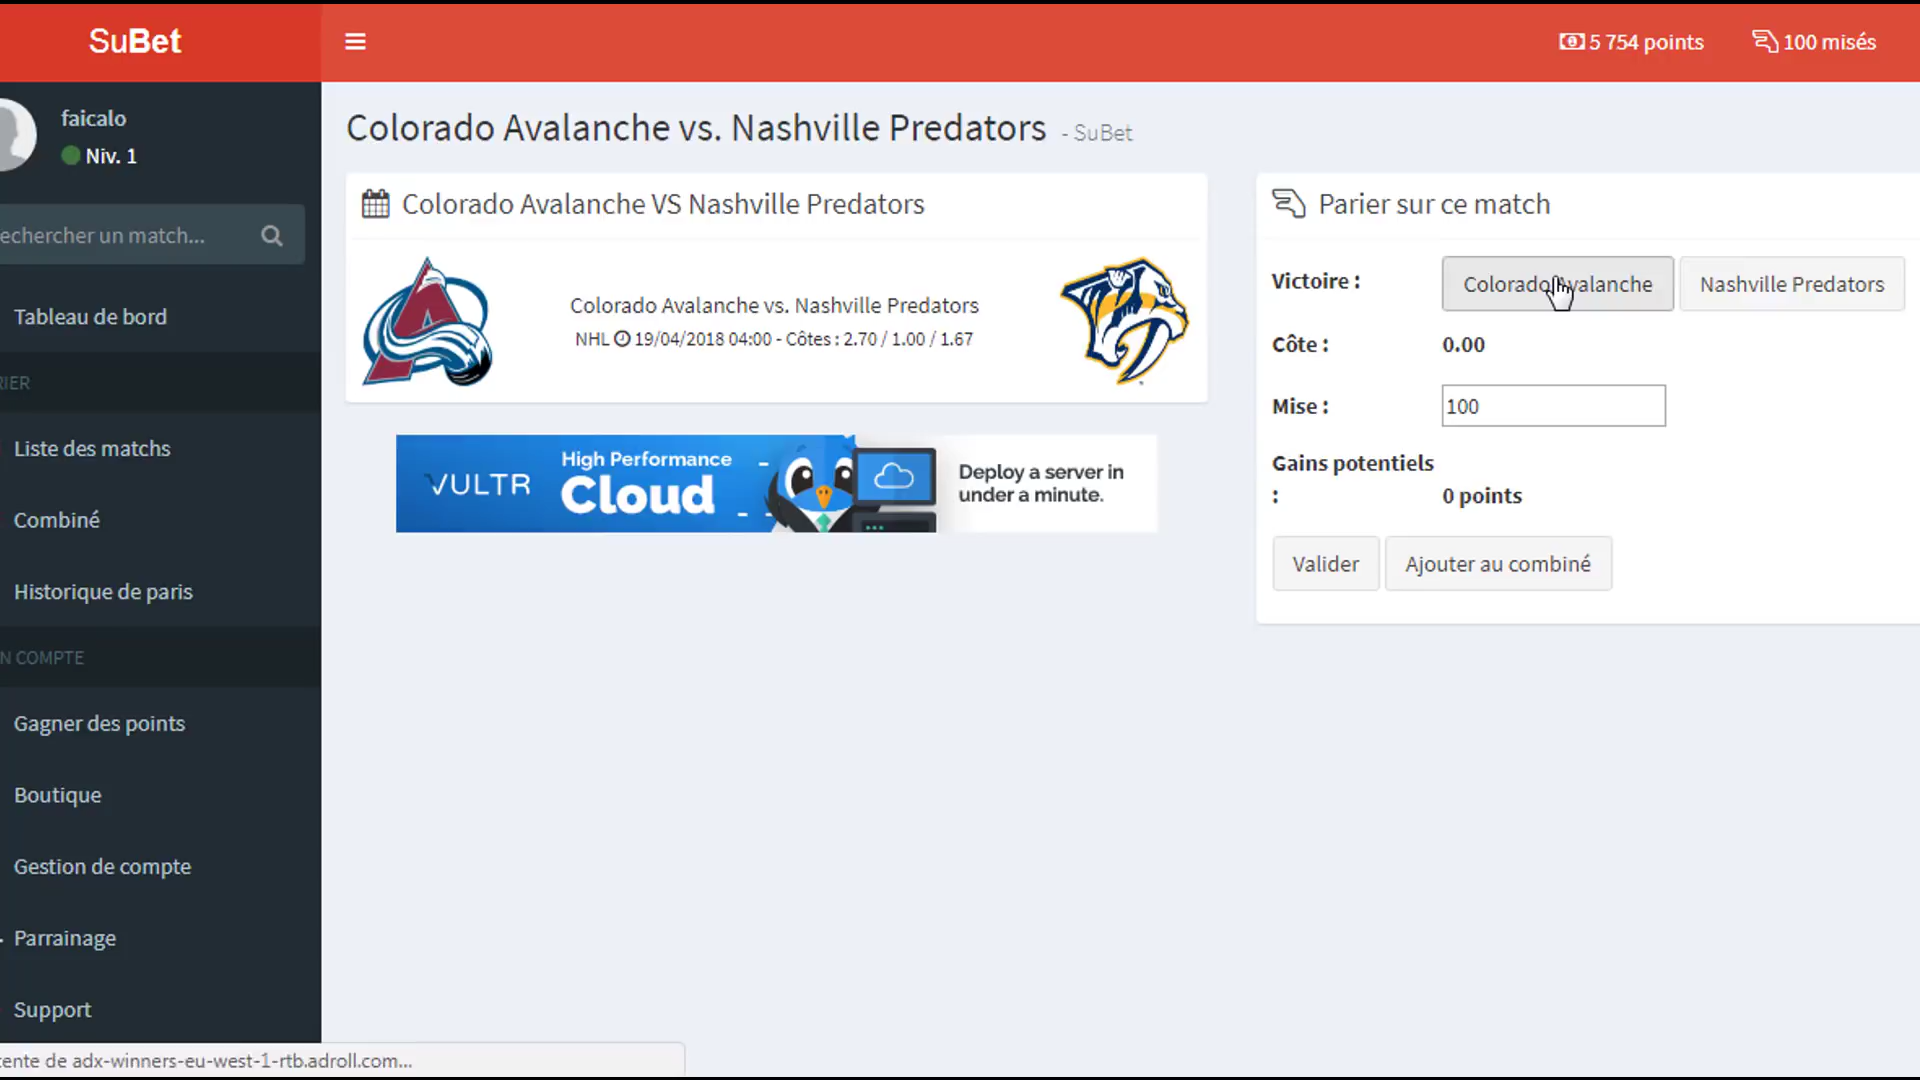 SuBet
5 754 points
100 misés
faicalo
Niv. 1
echercher un match...
Tableau de bord
RIER
Liste des matchs
Combiné
Historique de paris
N COMPTE
Gagner des points
Boutique
Gestion de compte
Parrainage
Support
Colorado Avalanche vs. Nashville Predators - SuBet
Colorado Avalanche VS Nashville Predators
Colorado Avalanche vs. Nashville Predators
NHL 19/04/2018 04:00 - Côtes : 2.70 / 1.00 / 1.67
VULTR
High Performance
Cloud
Deploy a server in
under a minute.
Parier sur ce match
Victoire : Colorado Avalanche Nashville Predators
Côte : 0.00
Mise : 100
Gains potentiels
: 0 points
Valider Ajouter au combiné
tente de adx-winners-eu-west-1-rtb.adroll.com...